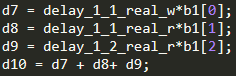 d7 = delay_1_1_real_w*b1[0];
d8 = delay_1_1_real_r*b1[1];
d9 = delay_1_2_real_r*b1[2];
d10 = d7 + d8+ d9;